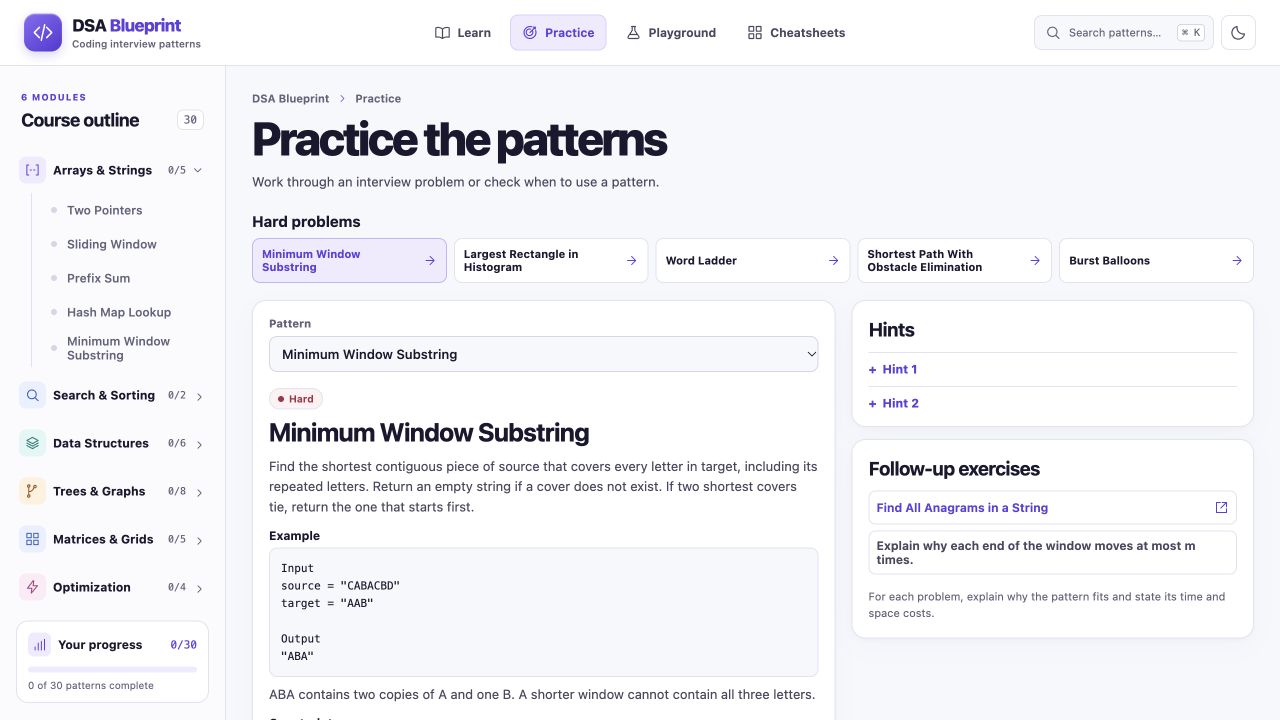 DSA Blueprint
Coding interview patterns
Learn
Practice
Playground
Cheatsheets
Search patterns...
⌘ K
6 MODULES
Course outline
30
Arrays & Strings
0/5
Two Pointers
Sliding Window
Prefix Sum
Hash Map Lookup
Minimum Window
Substring
Search & Sorting
0/2
Data Structures
0/6
Trees & Graphs
0/8
Matrices & Grids
0/5
Optimization
0/4
Your progress
0/30
0 of 30 patterns complete
DSA Blueprint
Practice
Practice the patterns
Work through an interview problem or check when to use a pattern.
Hard problems
Minimum Window
Substring
Largest Rectangle in
Histogram
Word Ladder
Shortest Path With
Obstacle Elimination
Burst Balloons
Pattern
Minimum Window Substring
Hard
Minimum Window Substring
Find the shortest contiguous piece of source that covers every letter in target, including its
repeated letters. Return an empty string if a cover does not exist. If two shortest covers
tie, return the one that starts first.
Example
Input
source = "CABACBD"
target = "AAB"
Output
"ABA"
ABA contains two copies of A and one B. A shorter window cannot contain all three letters.
Hints
+ Hint 1
+ Hint 2
Follow-up exercises
Find All Anagrams in a String
Explain why each end of the window moves at most m
times.
For each problem, explain why the pattern fits and state its time and
space costs.